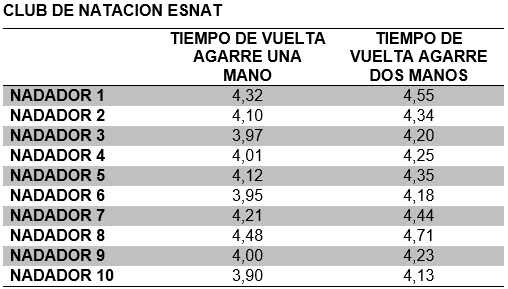 CLUB DE NATACION ESNAT
TIEMPO DE VUELTA AGARRE UNA MANO TIEMPO DE VUELTA AGARRE DOS MANOS
NADADOR 1 4,32 4,55
NADADOR 2 4,10 4,34
NADADOR 3 3,97 4,20
NADADOR 4 4,01 4,25
NADADOR 5 4,12 4,35
NADADOR 6 3,95 4,18
NADADOR 7 4,21 4,44
NADADOR 8 4,48 4,71
NADADOR 9 4,00 4,23
NADADOR 10 3,90 4,13